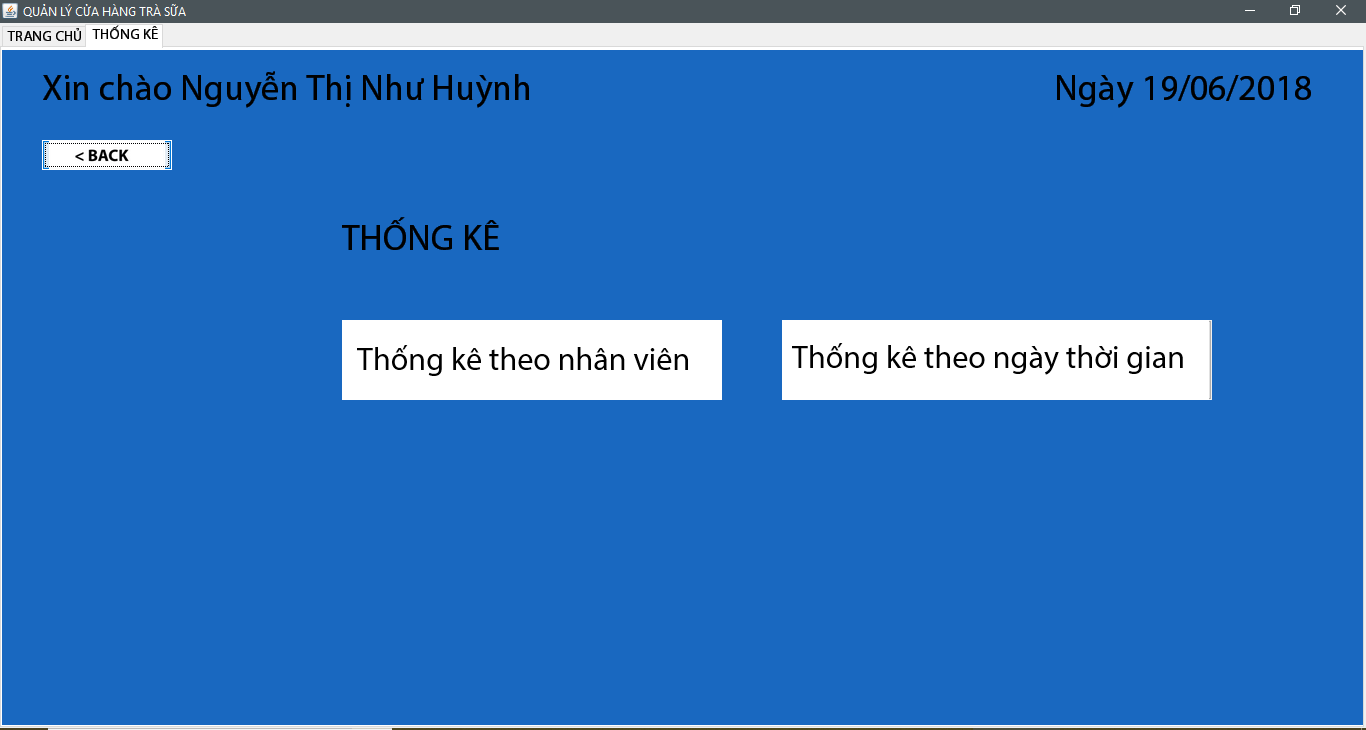 QUẢN LÝ CỬA HÀNG TRÀ SỮA
TRANG CHỦ THỐNG KÊ
Xin chào Nguyễn Thị Như Huỳnh Ngày 19/06/2018
< BACK
THỐNG KÊ
Thống kê theo nhân viên Thống kê theo ngày thời gian